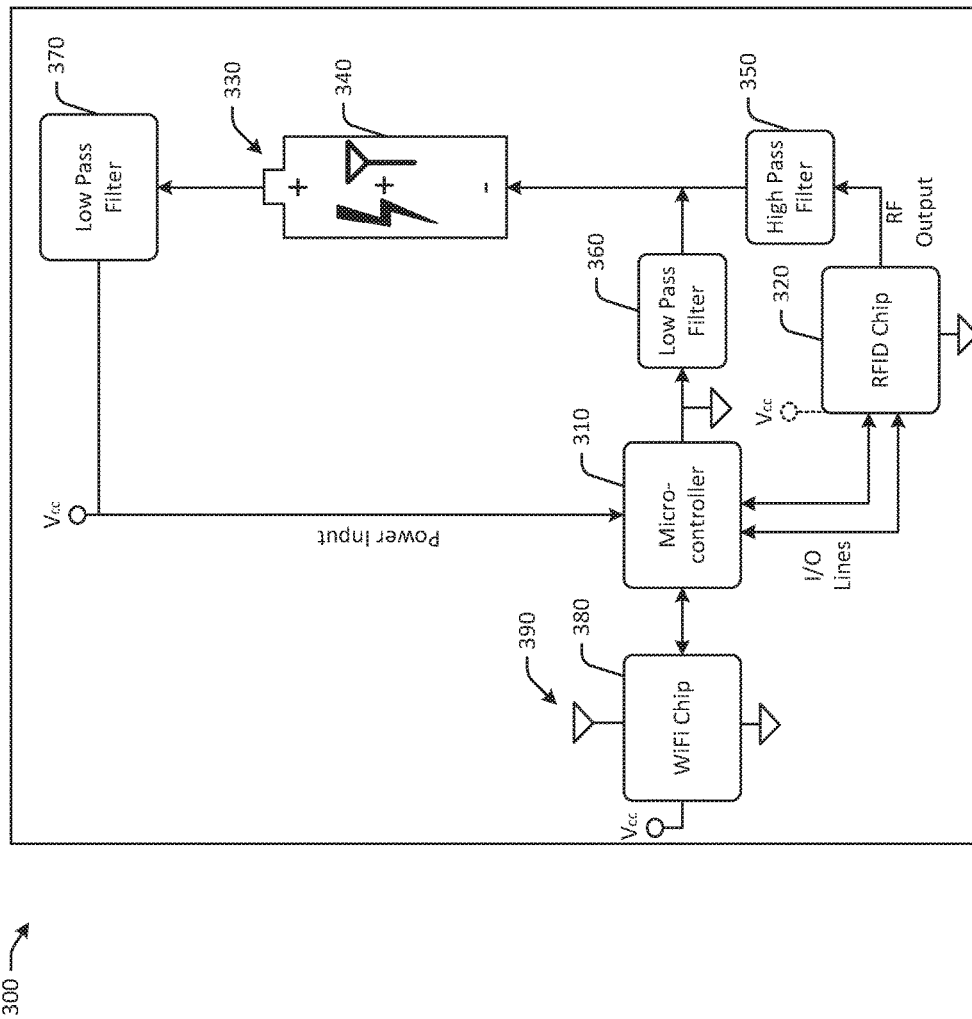 300
370
Low Pass
Filter
330
340
+
+
-
350
High Pass
Filter
RF
Output
360
Low Pass
Filter
320
RFID Chip
Vcc
310
Micro-
controller
I/O
Lines
Vcc
Power Input
390
380
WiFi Chip
Vcc